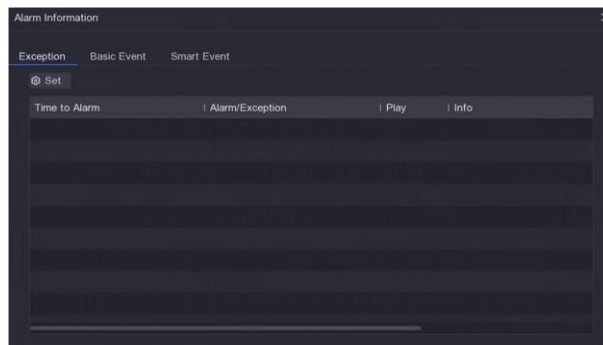 Alarm Information
Exception Basic Event Smart Event
Set
Time to Alarm Alarm/Exception Play Info